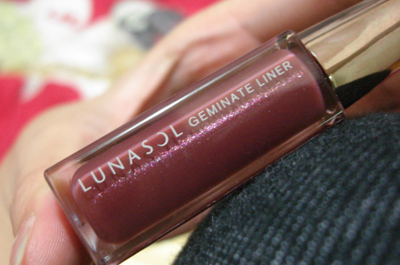 LUNASOL GEMINATE LINER